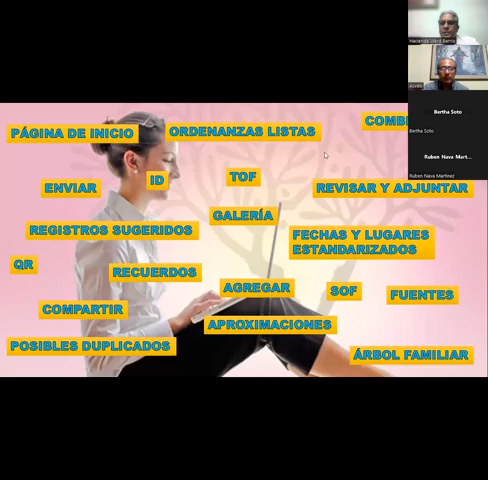 Bertha Soto
Bertha Soto
Ruben Nava Mart...
Ruben Nava Martinez
PÁGINA DE INICIO
ORDENANZAS LISTAS
ENVIAR
ID
TOF
REVISAR Y ADJUNTAR
GALERÍA
REGISTROS SUGERIDOS
FECHAS Y LUGARES
ESTANDARIZADOS
QR
RECUERDOS
AGREGAR
SOF
FUENTES
COMPARTIR
APROXIMACIONES
POSIBLES DUPLICADOS
ÁRBOL FAMILIAR